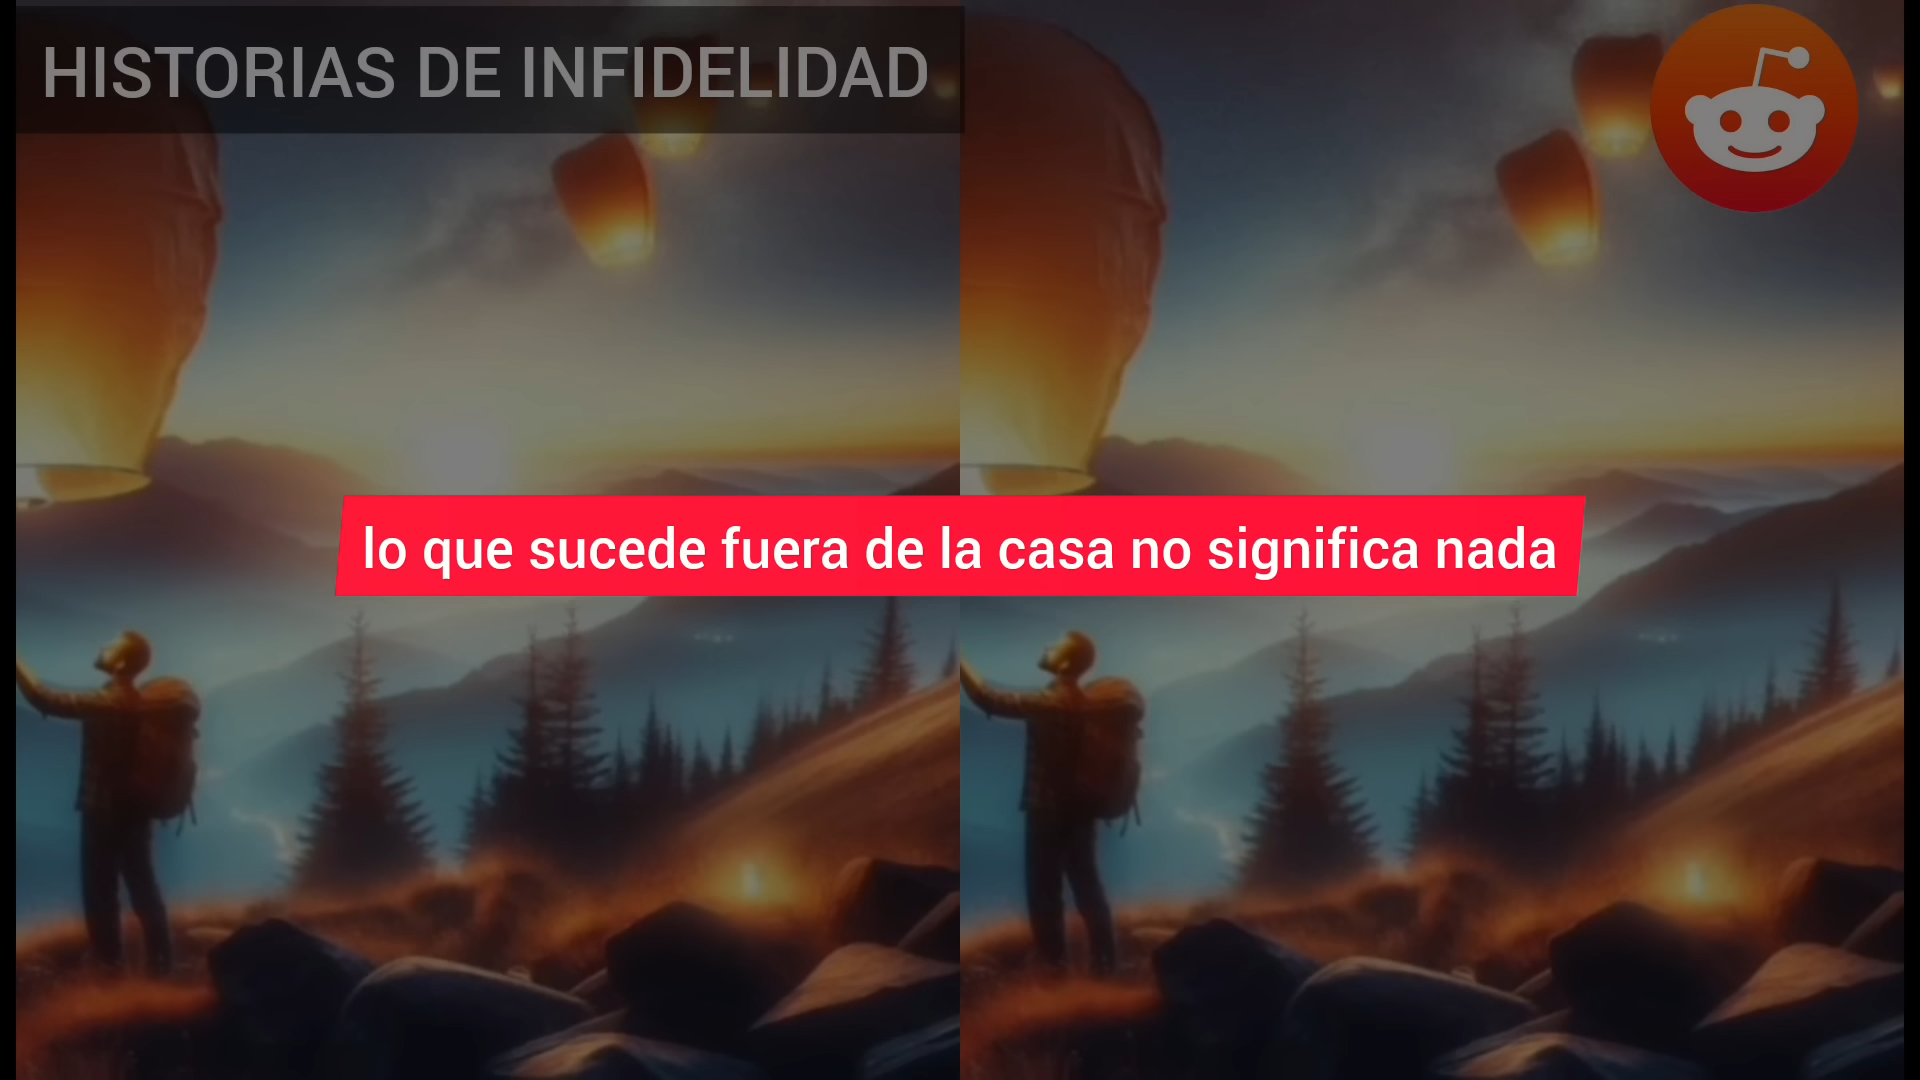 HISTORIAS DE INFIDELIDAD
lo que sucede fuera de la casa no significa nada